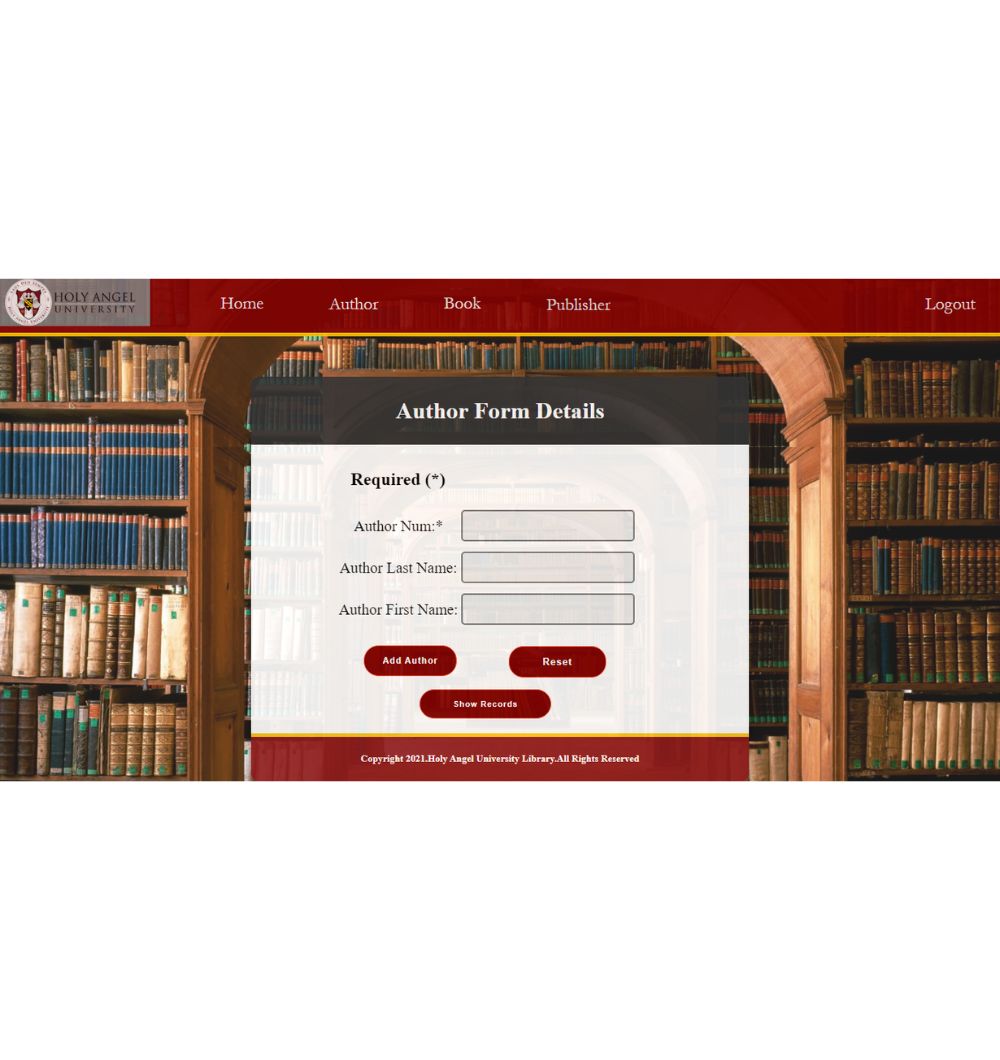 HOLY ANGEL
UNIVERSITY
Home
Author
Book
Publisher
Logout
Author Form Details
Required (*)
Author Num:*
Author Last Name:
Author First Name:
Add Author
Reset
Show Records
Copyright 2021.Holy Angel University Library.All Rights Reserved